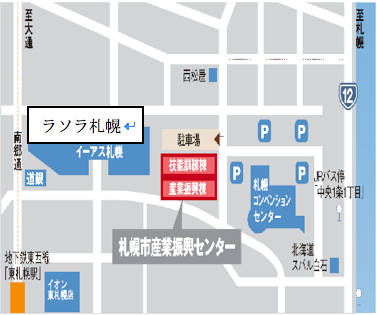 至大通
至札幌
西松屋
12
ラソラ札幌↵
南郷通
イーアス札幌
道銀
駐車場
P
P
P
P
技能訓練棟
産業振興棟
札幌
コンベンション
センター
JRバス停
「中央1条1丁目」
札幌市産業振興センター
地下鉄東西線
「東札幌駅」
イオン
東札幌店
北海道
スバル白石